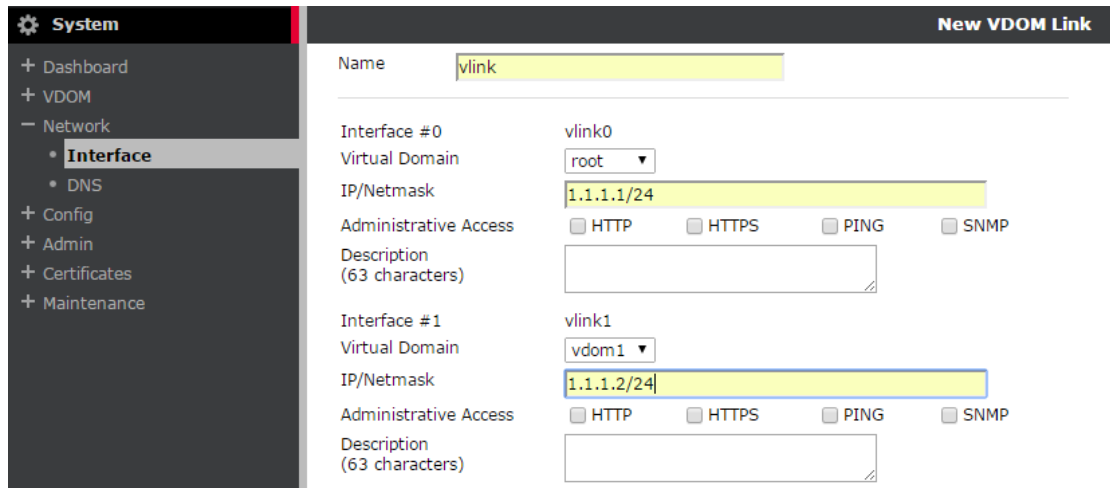 System
New VDOM Link
+ Dashboard
+ VDOM
− Network
• Interface
• DNS
+ Config
+ Admin
+ Certificates
+ Maintenance
Name vlink
Interface #0 vlink0
Virtual Domain root ▼
IP/Netmask 1.1.1.1/24
Administrative Access HTTP HTTPS PING SNMP
Description
(63 characters)
Interface #1 vlink1
Virtual Domain vdom1 ▼
IP/Netmask 1.1.1.2/24
Administrative Access HTTP HTTPS PING SNMP
Description
(63 characters)